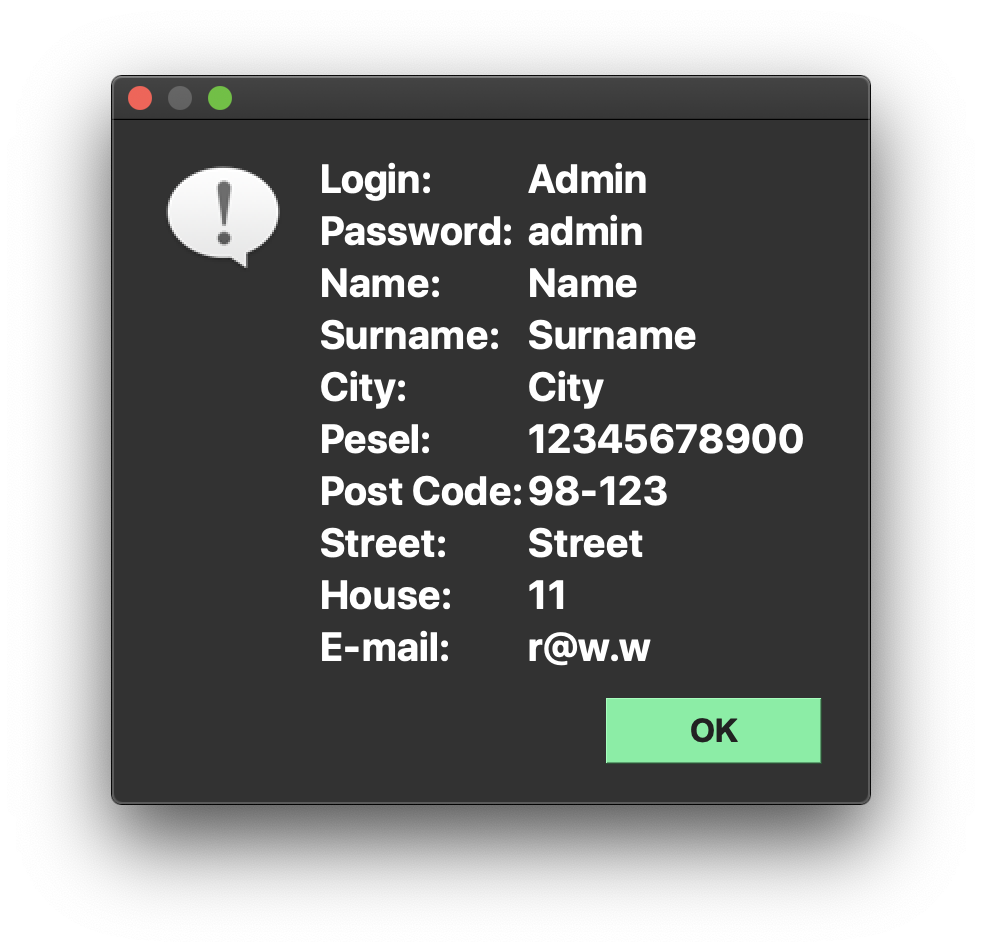 Login: Admin
Password: admin
Name: Name
Surname: Surname
City: City
Pesel: 12345678900
Post Code: 98-123
Street: Street
House: 11
E-mail: r@w.w
OK